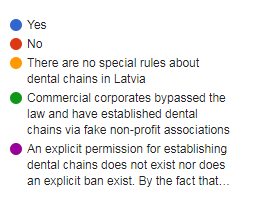 Yes
No
There are no special rules about
dental chains in Latvia
Commercial corporates bypassed the
law and have established dental
chains via fake non-profit associations
An explicit permission for establishing
dental chains does not exist nor does
an explicit ban exist. By the fact that…